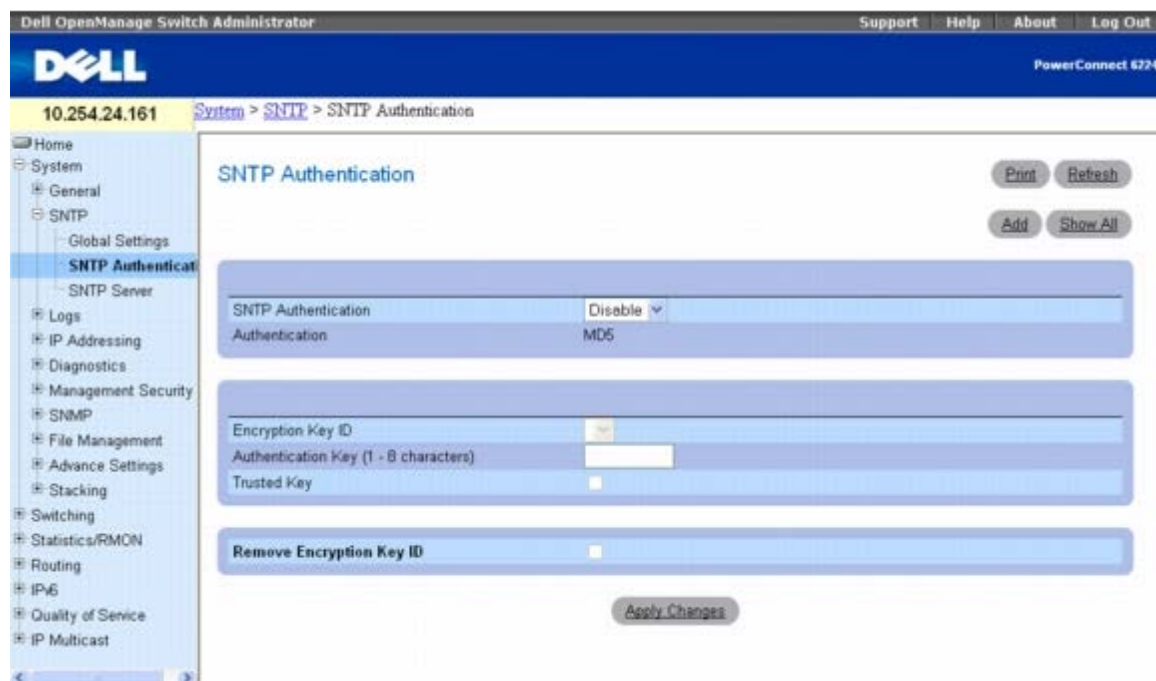 Dell OpenManage Switch Administrator
Support Help About Log Out
DELL
PowerConnect 6224
10.254.24.161
System > SNTP > SNTP Authentication
Home
System
General
SNTP
Global Settings
SNTP Authenticati
SNTP Server
Logs
IP Addressing
Diagnostics
Management Security
SNMP
File Management
Advance Settings
Stacking
Switching
Statistics/RMON
Routing
IPv6
Quality of Service
IP Multicast
SNTP Authentication
Print Refresh
Add Show All
SNTP Authentication Disable
Authentication MD5
Encryption Key ID
Authentication Key (1 - 8 characters)
Trusted Key
Remove Encryption Key ID
Apply Changes